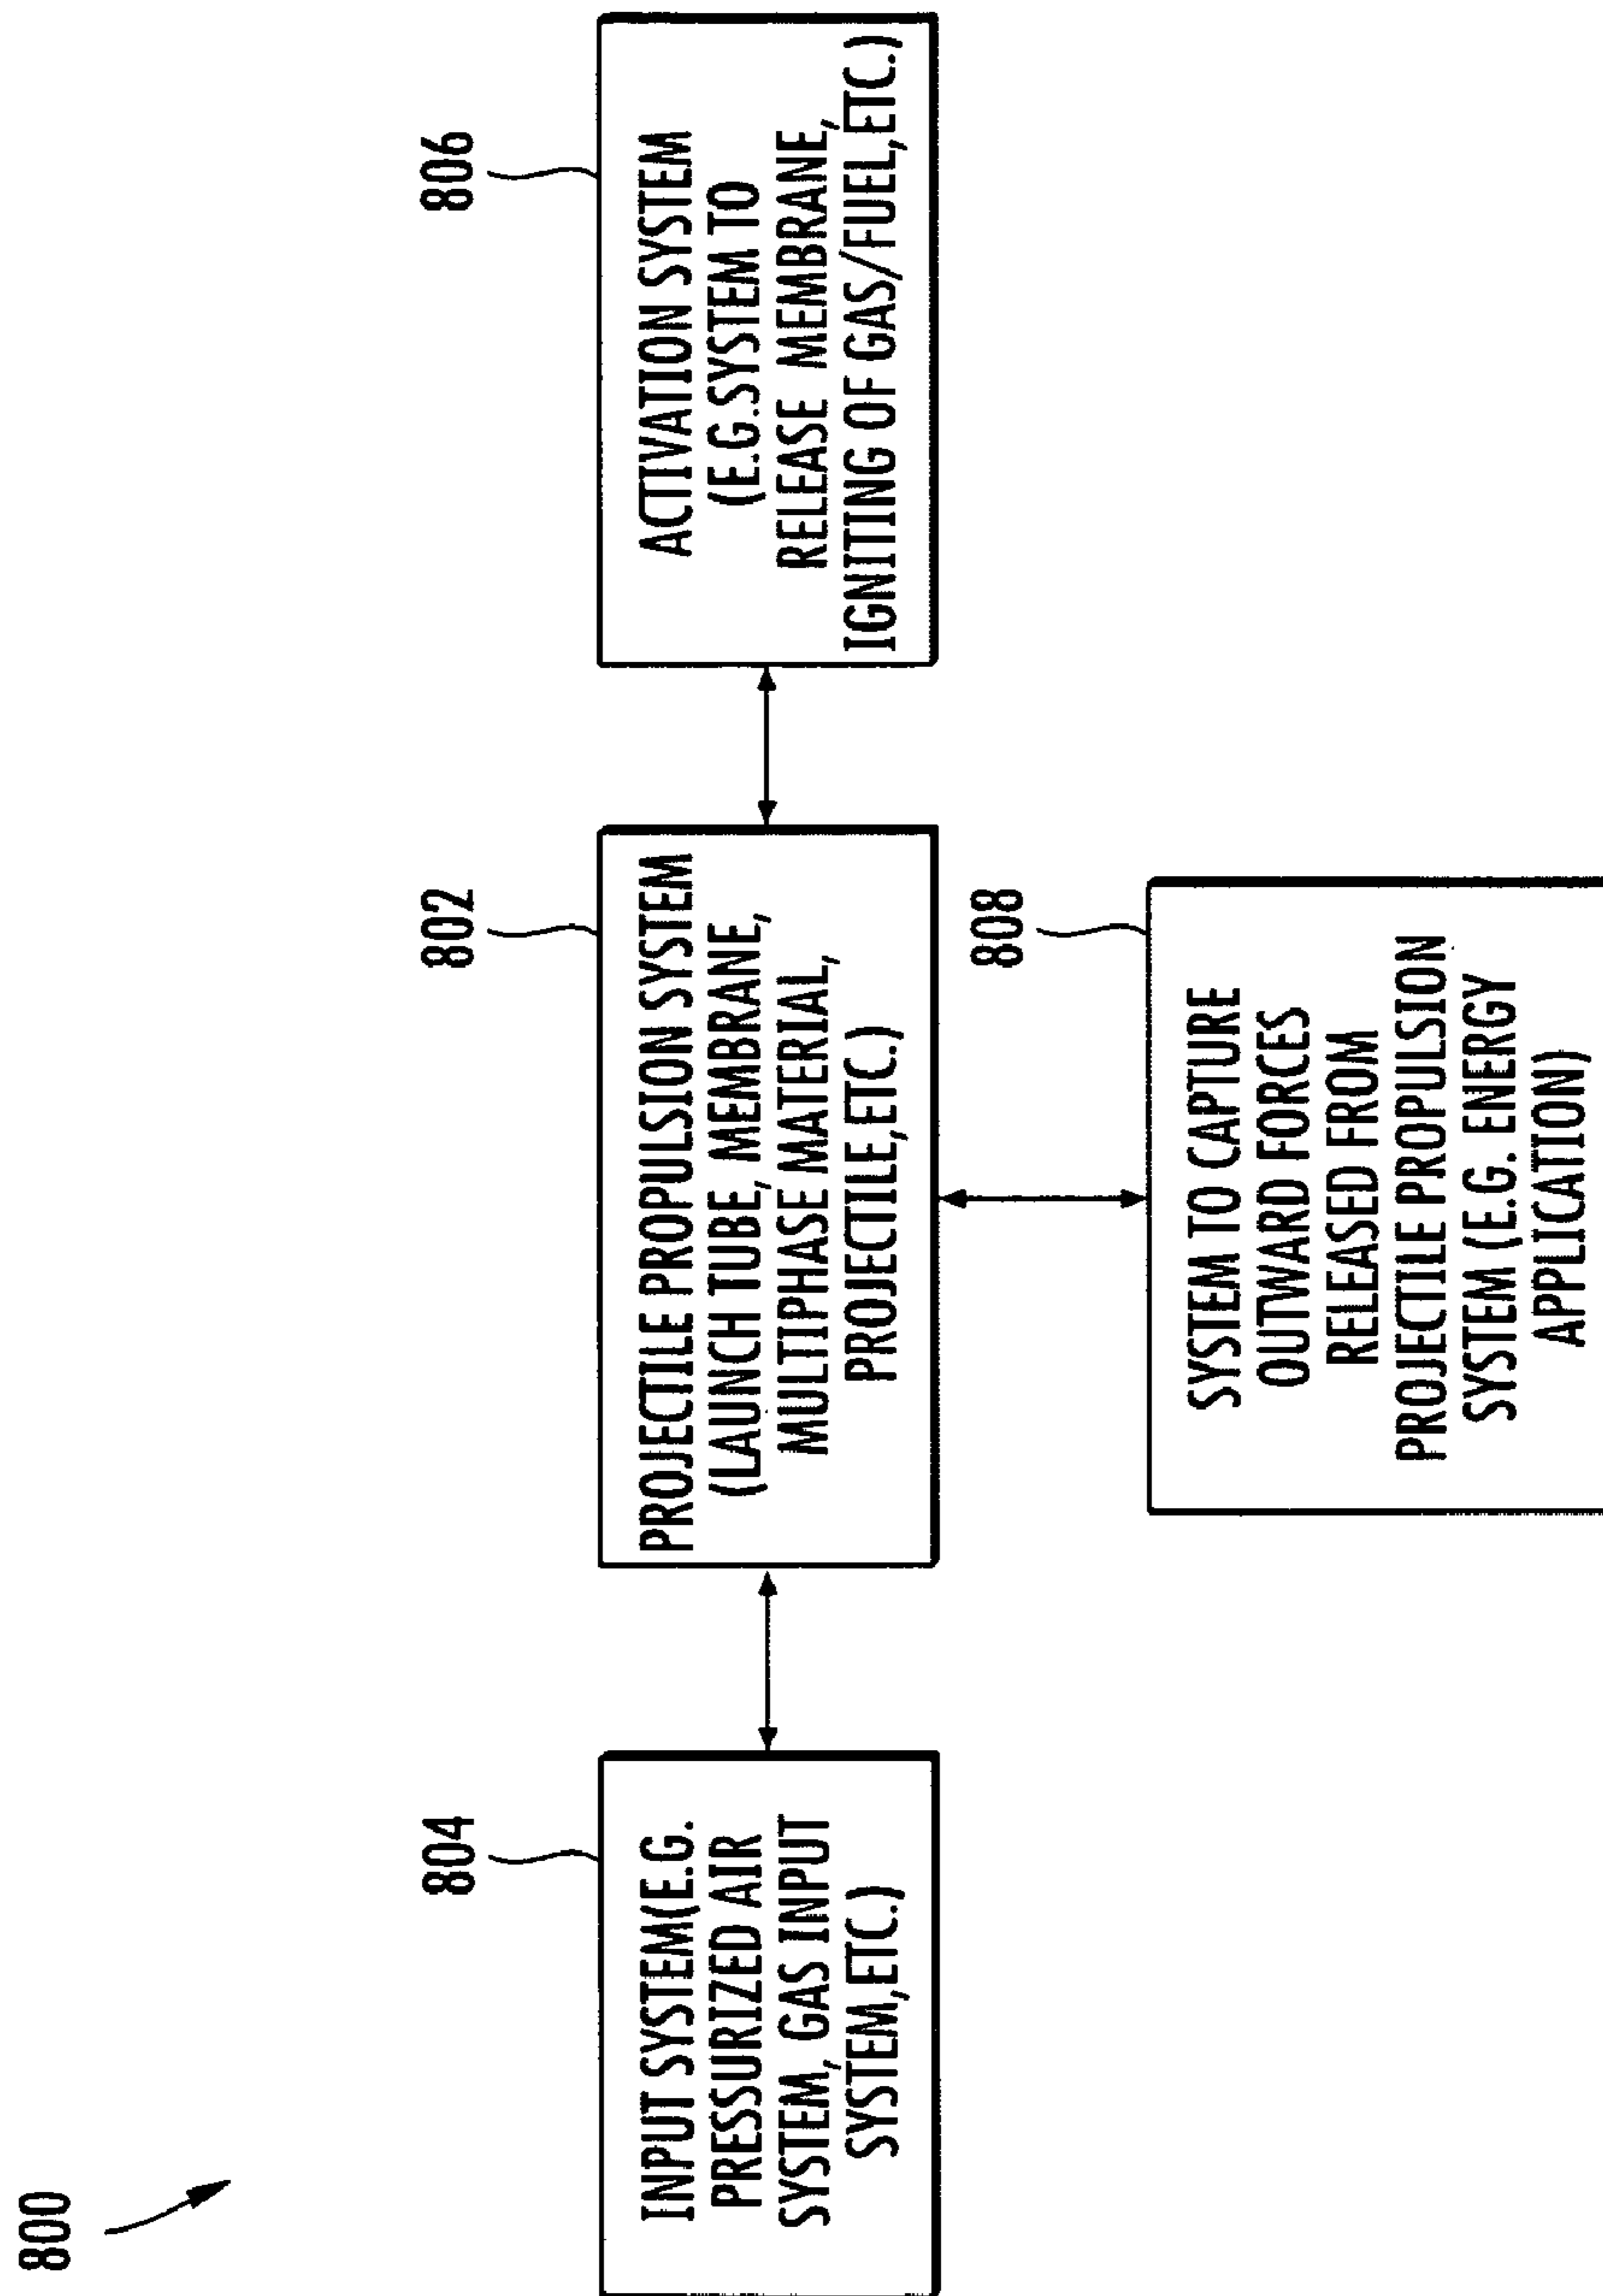 800
804
INPUT SYSTEM(E.G.
PRESSURIZED AIR
SYSTEM, GAS INPUT
SYSTEM,ETC.)
802
PROJECTILE PROPULSION SYSTEM
(LAUNCH TUBE, MEMBRANE,
MULTIPHASE MATERIAL,
PROJECTILE,ETC.)
806
ACTIVATION SYSTEM
(E.G.SYSTEM TO
RELEASE MEMBRANE,
IGNITING OF GAS/FUEL,ETC.)
808
SYSTEM TO CAPTURE
OUTWARD FORCES
RELEASED FROM
PROJECTILE PROPULSION
SYSTEM (E.G. ENERGY
APPLICATION)